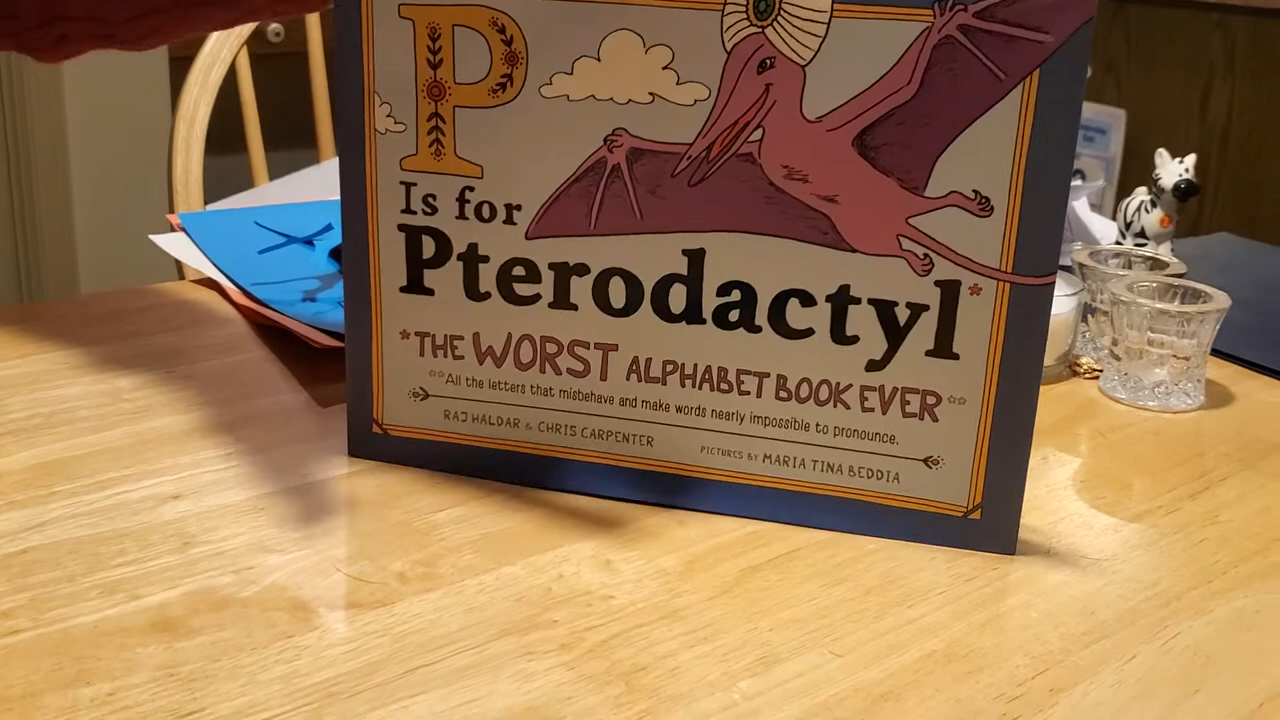 P
Is for
Pterodactyl*
*THE WORST ALPHABET BOOK EVER**
**All the letters that misbehave and make words nearly impossible to pronounce.
RAJ HALDAR & CHRIS CARPENTER
PICTURES BY MARIA TINA BEDDIA